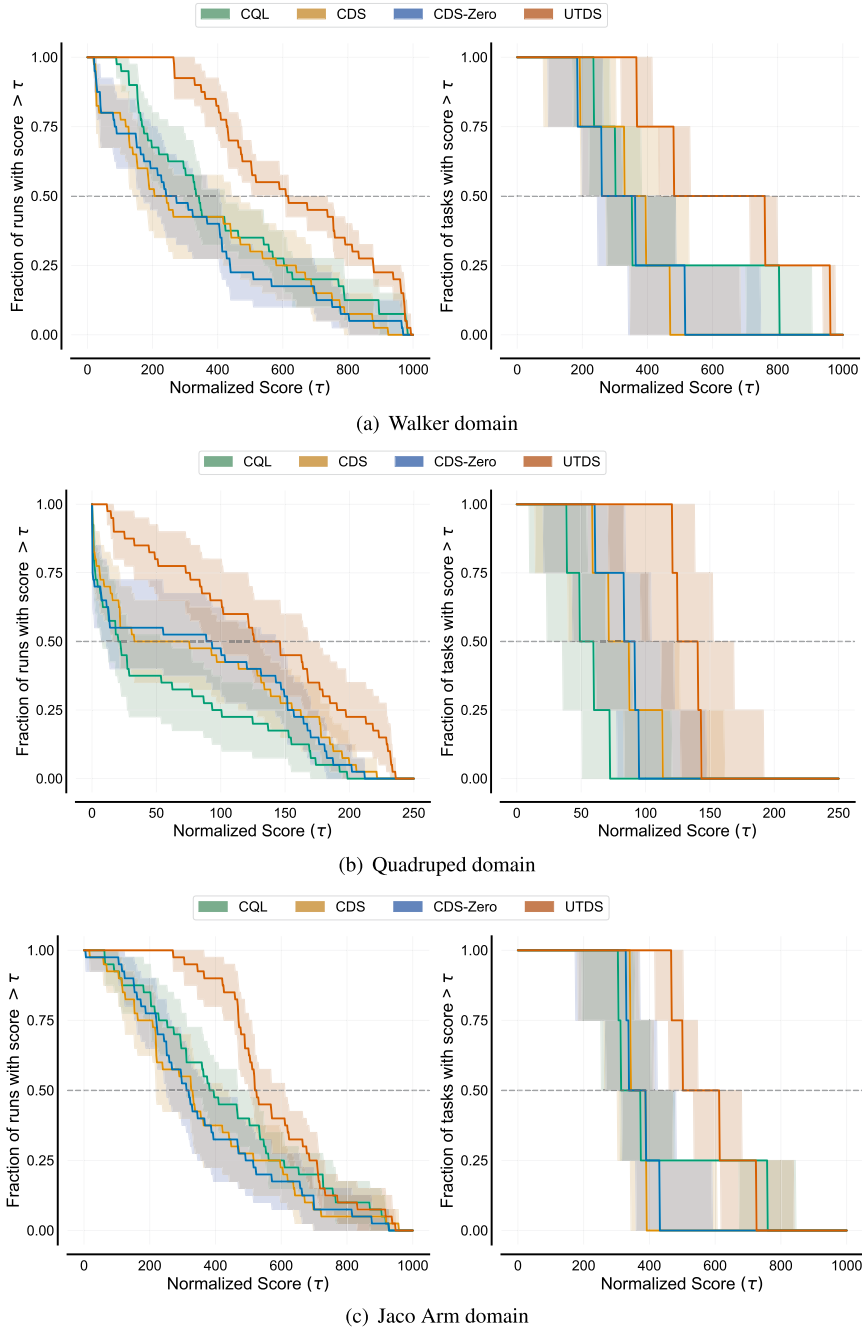 CQL CDS CDS-Zero UTDS
Fraction of runs with score > τ
1.00
0.75
0.50
0.25
0.00
0 200 400 600 800 1000
Normalized Score (τ)
Fraction of tasks with score > τ
1.00
0.75
0.50
0.25
0.00
0 200 400 600 800 1000
Normalized Score (τ)
(a) Walker domain
CQL CDS CDS-Zero UTDS
Fraction of runs with score > τ
1.00
0.75
0.50
0.25
0.00
0 50 100 150 200 250
Normalized Score (τ)
Fraction of tasks with score > τ
1.00
0.75
0.50
0.25
0.00
0 50 100 150 200 250
Normalized Score (τ)
(b) Quadruped domain
CQL CDS CDS-Zero UTDS
Fraction of runs with score > τ
1.00
0.75
0.50
0.25
0.00
0 200 400 600 800 1000
Normalized Score (τ)
Fraction of tasks with score > τ
1.00
0.75
0.50
0.25
0.00
0 200 400 600 800 1000
Normalized Score (τ)
(c) Jaco Arm domain